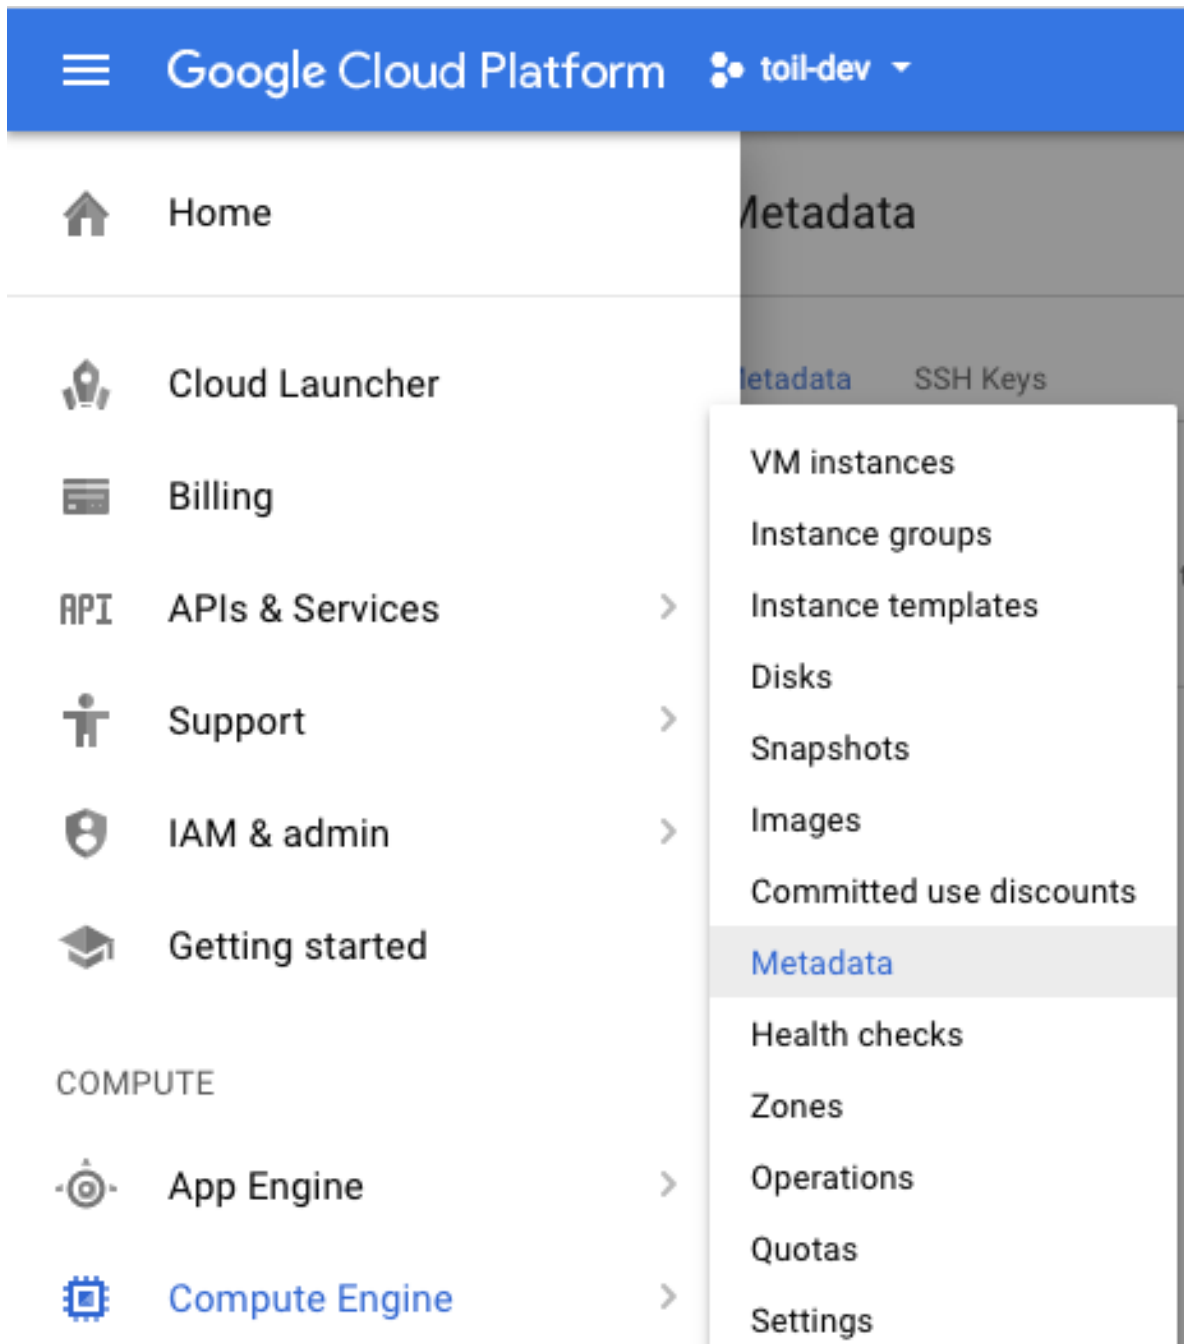 Google Cloud Platform toil-dev
Home
Metadata
Cloud Launcher
Metadata SSH Keys
Billing
API APIs & Services
Support
IAM & admin
Getting started
COMPUTE
App Engine
Compute Engine
VM instances
Instance groups
Instance templates
Disks
Snapshots
Images
Committed use discounts
Metadata
Health checks
Zones
Operations
Quotas
Settings